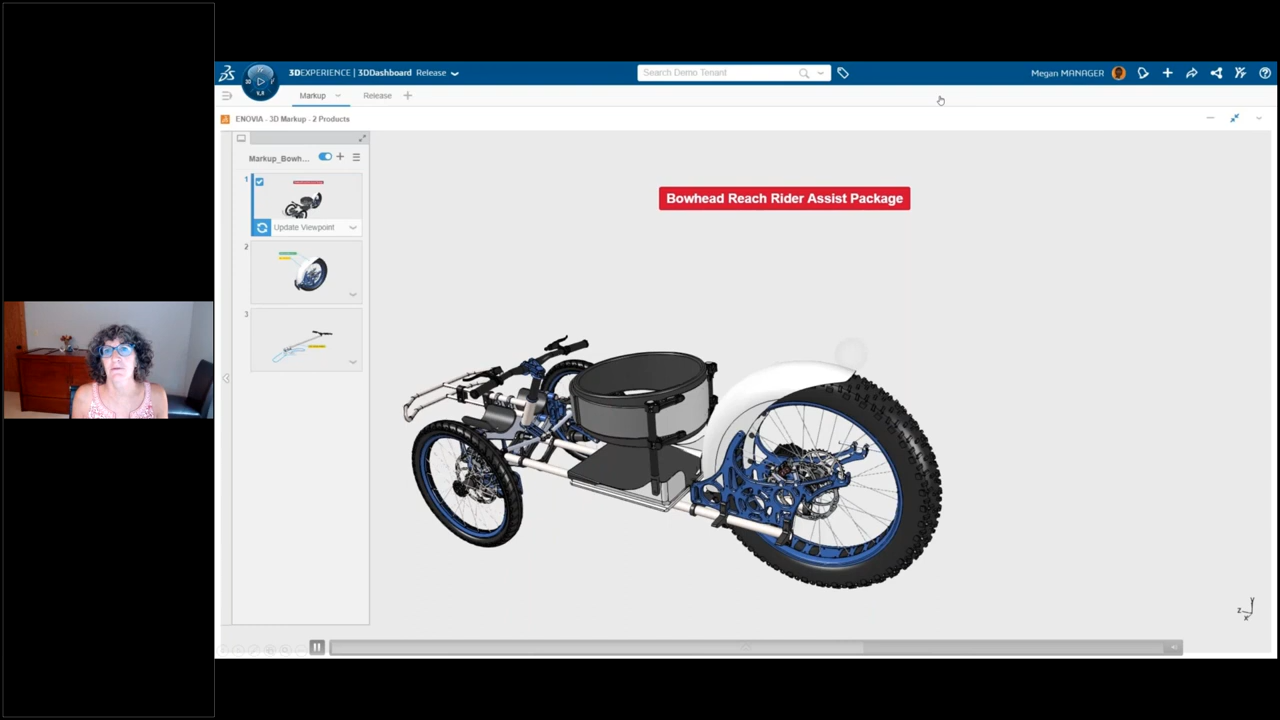 3DEXPERIENCE | 3DDashboard Release
Search Demo Tenant
Megan MANAGER
Markup
Release
ENOVIA - 3D Markup - 2 Products
Markup_Bowh...
1
Update Viewpoint
2
3
Bowhead Reach Rider Assist Package
Y
Z
X